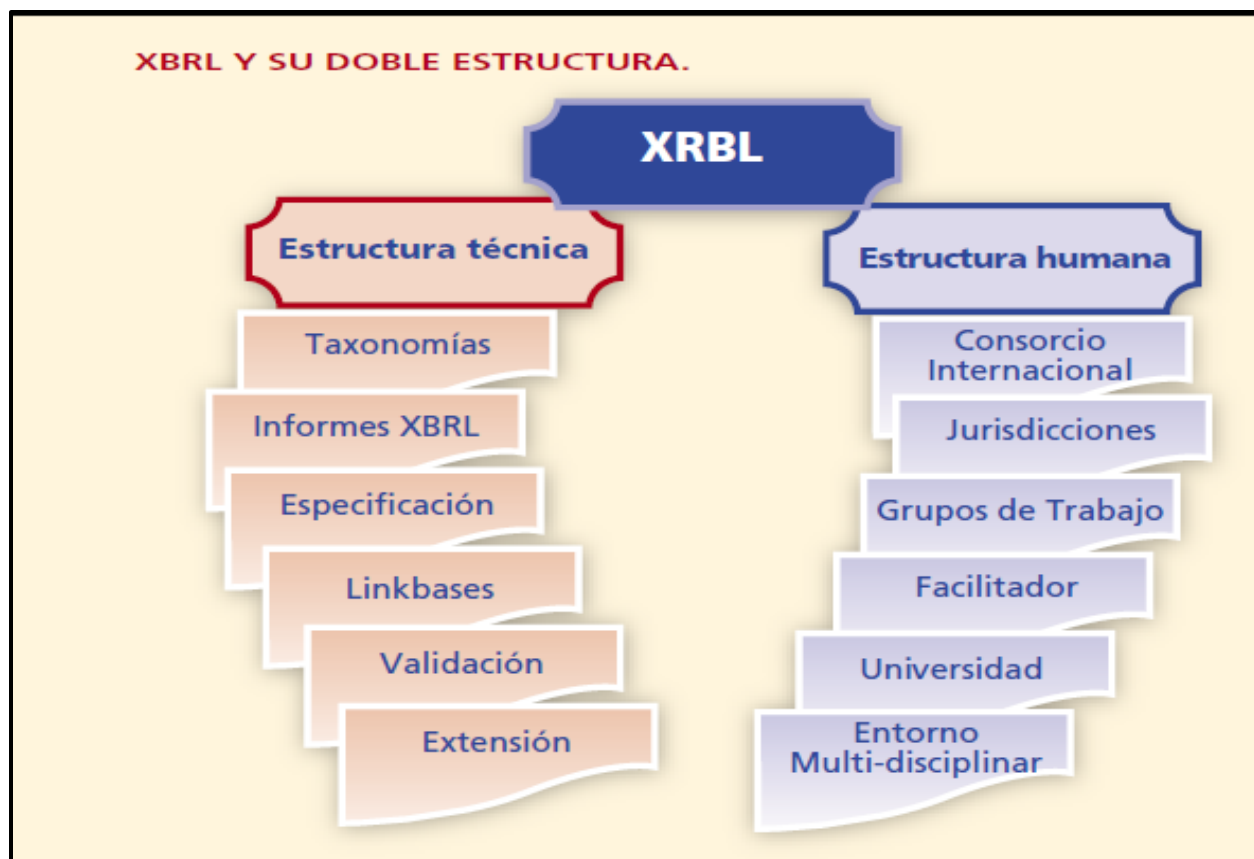 XBRL Y SU DOBLE ESTRUCTURA.
XRBL
Estructura técnica
Taxonomías
Informes XBRL
Especificación
Linkbases
Validación
Extensión
Estructura humana
Consorcio
Internacional
Jurisdicciones
Grupos de Trabajo
Facilitador
Universidad
Entorno
Multi-disciplinar